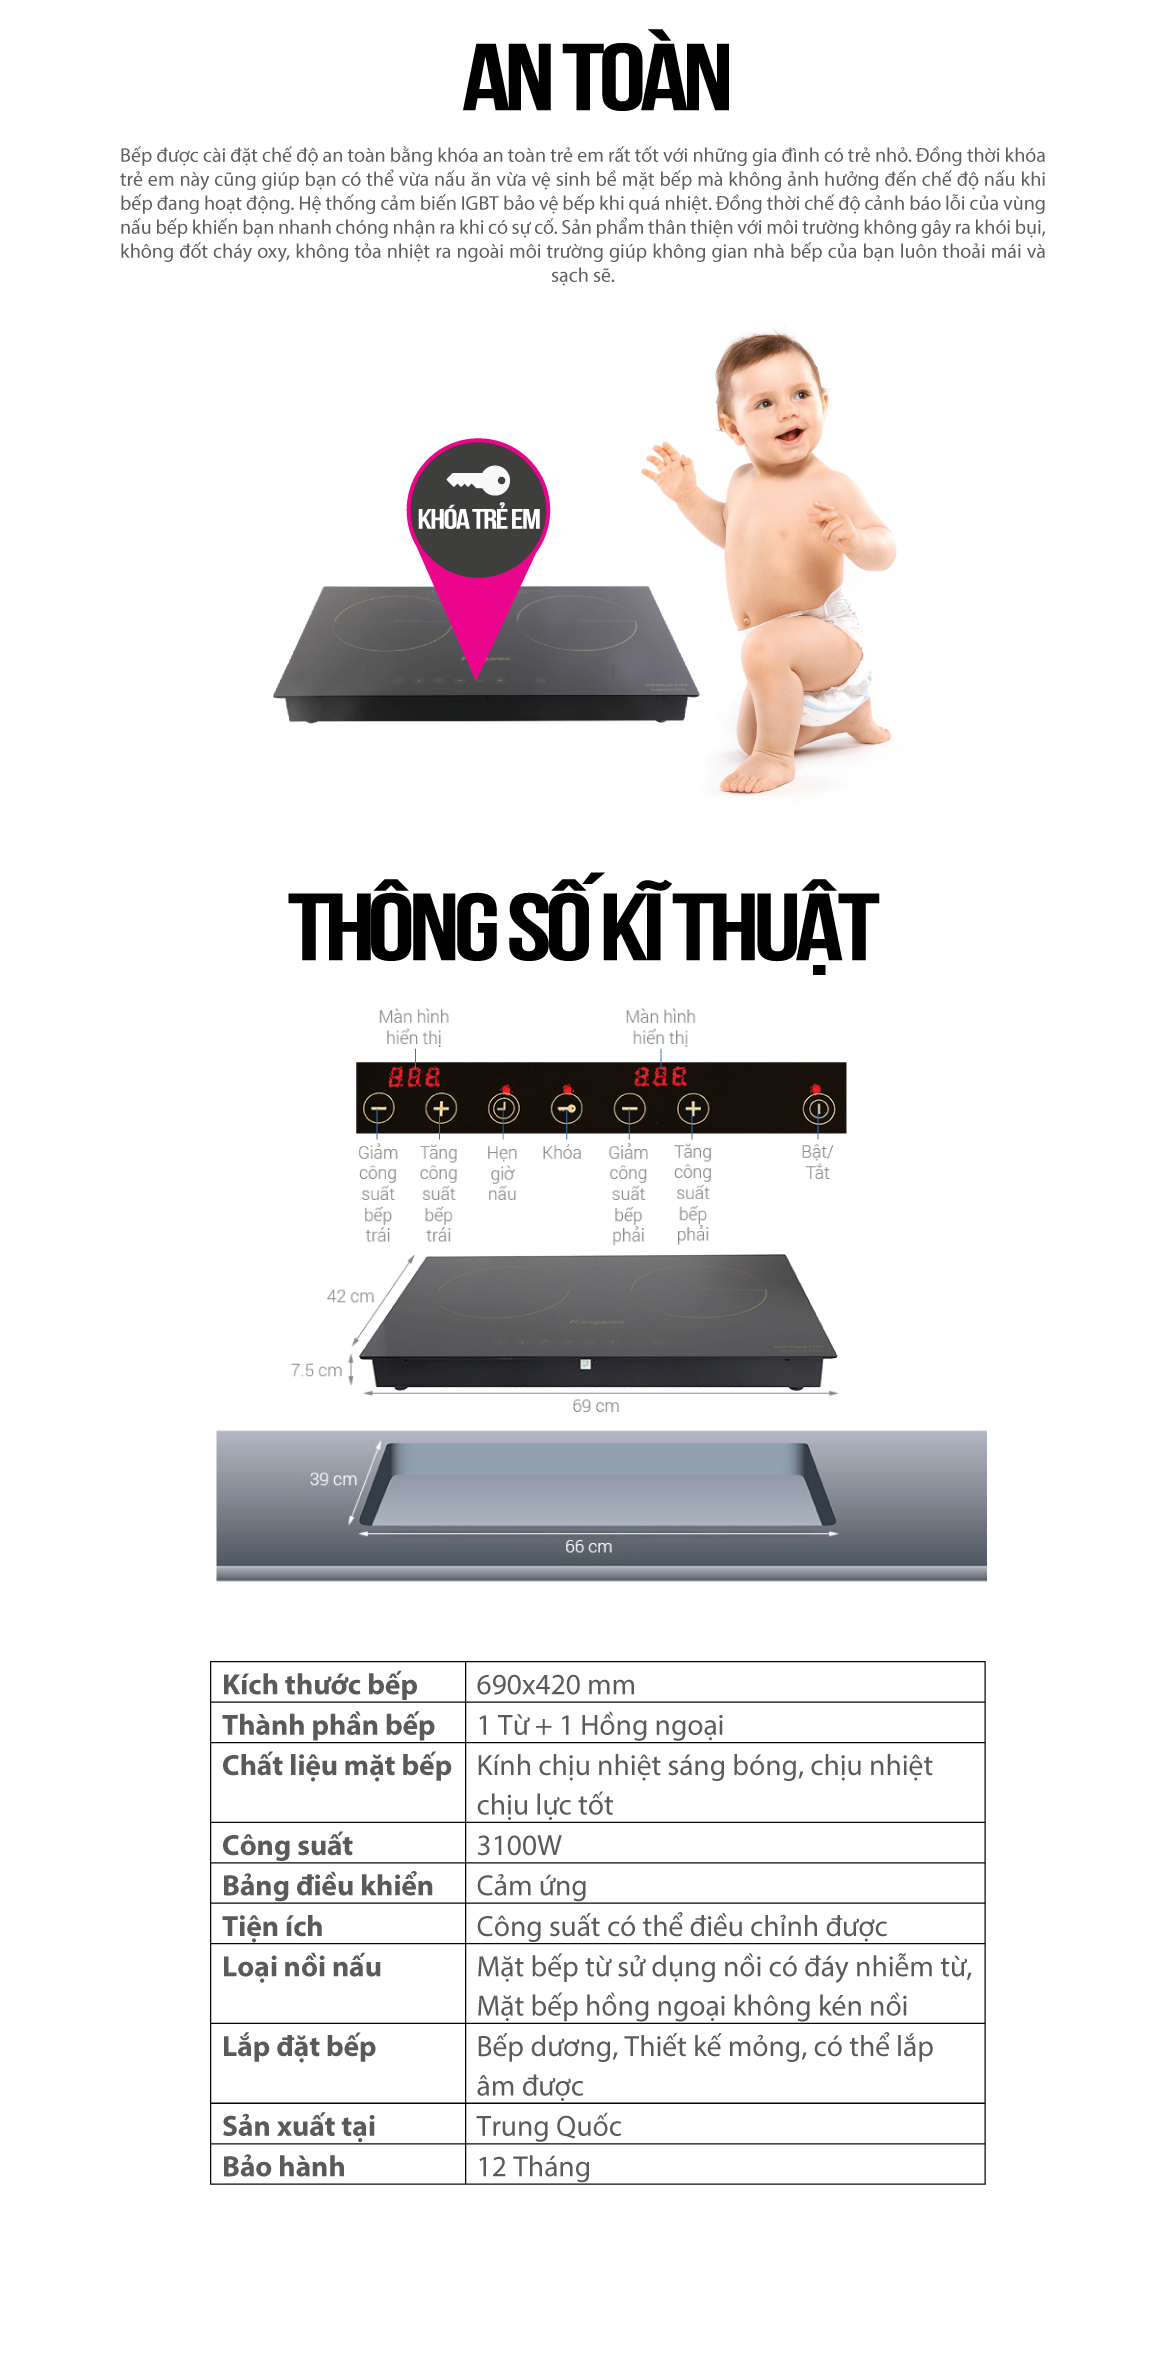 AN TOÀN
Bếp được cài đặt chế độ an toàn bằng khóa an toàn trẻ em rất tốt với những gia đình có trẻ nhỏ. Đồng thời khóa
trẻ em này cũng giúp bạn có thể vừa nấu ăn vừa vệ sinh bề mặt bếp mà không ảnh hưởng đến chế độ nấu khi
bếp đang hoạt động. Hệ thống cảm biến IGBT bảo vệ bếp khi quá nhiệt. Đồng thời chế độ cảnh báo lỗi của vùng
nấu bếp khiến bạn nhanh chóng nhận ra khi có sự cố. Sản phẩm thân thiện với môi trường không gây ra khói bụi,
không đốt cháy oxy, không tỏa nhiệt ra ngoài môi trường giúp không gian nhà bếp của bạn luôn thoải mái và
sạch sẽ.
KHÓA TRẺ EM
THÔNG SỐ KĨ THUẬT
Màn hình
hiển thị
Màn hình
hiển thị
Giảm
công
suất
bếp
trái
Tăng
công
suất
bếp
trái
Hẹn
giờ
nấu
Khóa
Giảm
công
suất
bếp
phải
Tăng
công
suất
bếp
phải
Bật/
Tắt
42 cm
Kangaroo
7.5 cm
69 cm
39 cm
66 cm
Kích thước bếp 690x420 mm
Thành phần bếp 1 Từ + 1 Hồng ngoại
Chất liệu mặt bếp Kính chịu nhiệt sáng bóng, chịu nhiệt
chịu lực tốt
Công suất 3100W
Bảng điều khiển Cảm ứng
Tiện ích Công suất có thể điều chỉnh được
Loại nồi nấu Mặt bếp từ sử dụng nồi có đáy nhiễm từ,
Mặt bếp hồng ngoại không kén nồi
Lắp đặt bếp Bếp dương, Thiết kế mỏng, có thể lắp
âm được
Sản xuất tại Trung Quốc
Bảo hành 12 Tháng